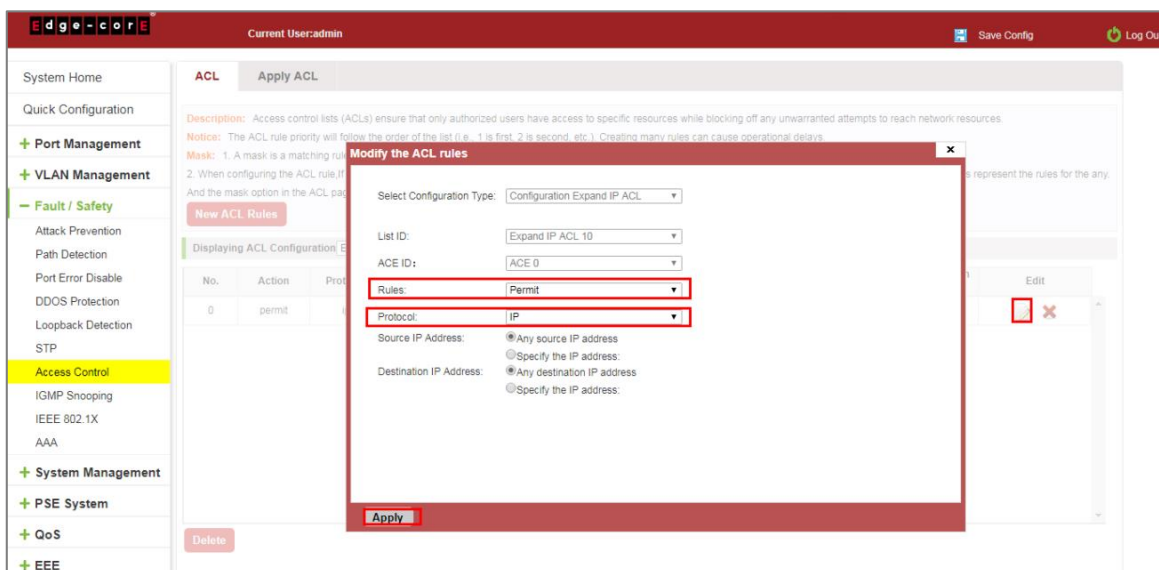 Edge-corE
Current User:admin
Save Config
Log Ou
System Home
Quick Configuration
+ Port Management
+ VLAN Management
− Fault / Safety
Attack Prevention
Path Detection
Port Error Disable
DDOS Protection
Loopback Detection
STP
Access Control
IGMP Snooping
IEEE 802.1X
AAA
+ System Management
+ PSE System
+ QoS
+ EEE
ACL
Apply ACL
Description: Access control lists (ACLs) ensure that only authorized users have access to specific resources while blocking off any unwarranted attempts to reach network resources.
Notice: The ACL rule priority will follow the order of the list (i.e., 1 is first, 2 is second, etc.). Creating many rules can cause operational delays.
Mask: 1. A mask is a matching rul
2. When configuring the ACL rule,If
s represent the rules for the any.
And the mask option in the ACL pag
New ACL Rules
Displaying ACL Configuration E
No.
Action
Prot
n
Edit
0
permit
i
Delete
Modify the ACL rules
×
Select Configuration Type:
Configuration Expand IP ACL
List ID:
Expand IP ACL 10
ACE ID:
ACE 0
Rules:
Permit
Protocol:
IP
Source IP Address:
Any source IP address
Specify the IP address:
Destination IP Address:
Any destination IP address
Specify the IP address:
Apply